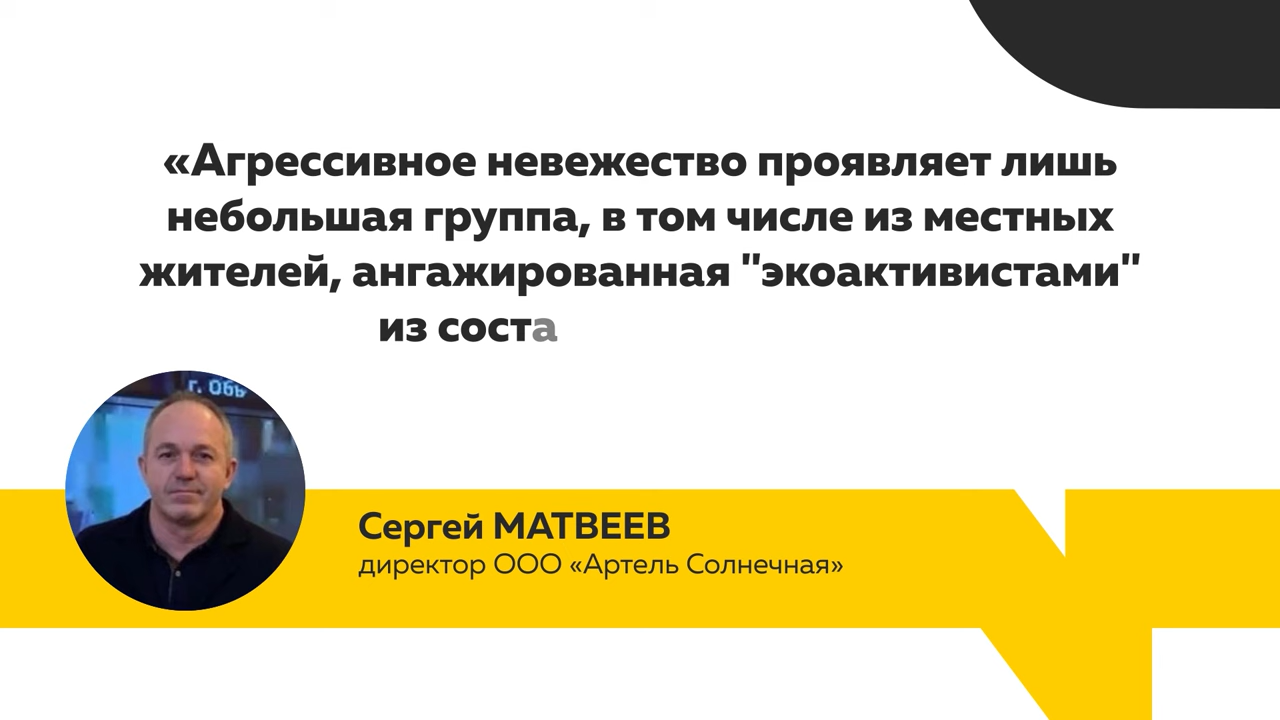 «Агрессивное невежество проявляет лишь
небольшая группа, в том числе из местных
жителей, ангажированная "экоактивистами"
из соста
г. Обь
Сергей МАТВЕЕВ
директор ООО «Артель Солнечная»